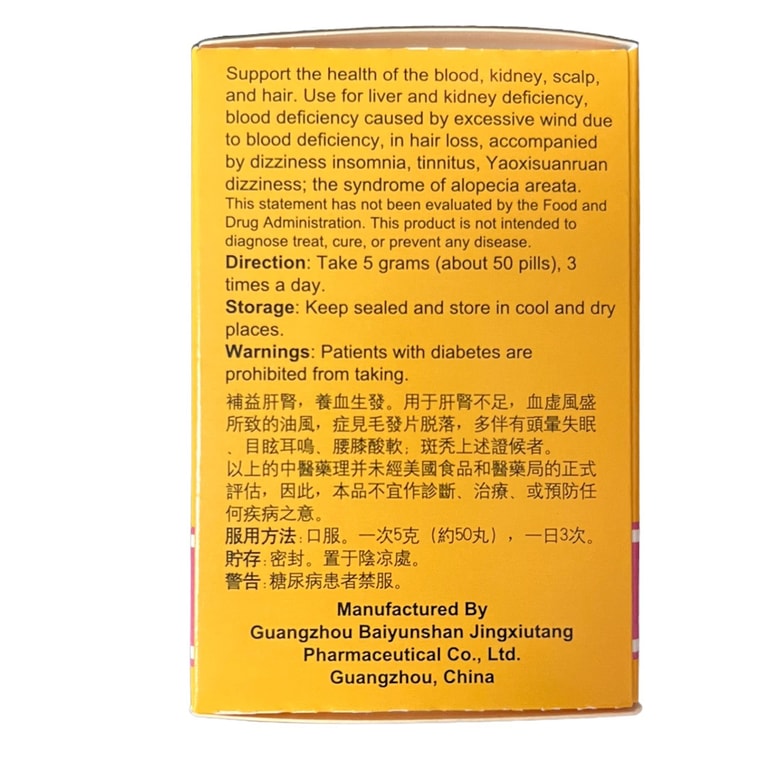 Support the health of the blood, kidney, scalp,
and hair. Use for liver and kidney deficiency,
blood deficiency caused by excessive wind due
to blood deficiency, in hair loss, accompanied
by dizziness insomnia, tinnitus, Yaoxisuanruan
dizziness; the syndrome of alopecia areata.
This statement has not been evaluated by the Food and
Drug Administration. This product is not intended to
diagnose treat, cure, or prevent any disease.
Direction: Take 5 grams (about 50 pills), 3
times a day.
Storage: Keep sealed and store in cool and dry
places.
Warnings: Patients with diabetes are
prohibited from taking.
補益肝腎，養血生發。用于肝腎不足，血虛風盛
所致的油風，症見毛發片脱落，多伴有頭暈失眠
、目眩耳鳴、腰膝酸軟；斑秃上述證候者。
以上的中醫藥理并未經美國食品和醫藥局的正式
評估，因此，本品不宜作診斷、治療、或預防任
何疾病之意。
服用方法:口服。一次5克（約50丸），一日3次。
貯存:密封。置于陰凉處。
警告:糖尿病患者禁服。
Manufactured By
Guangzhou Baiyunshan Jingxiutang
Pharmaceutical Co., Ltd.
Guangzhou, China